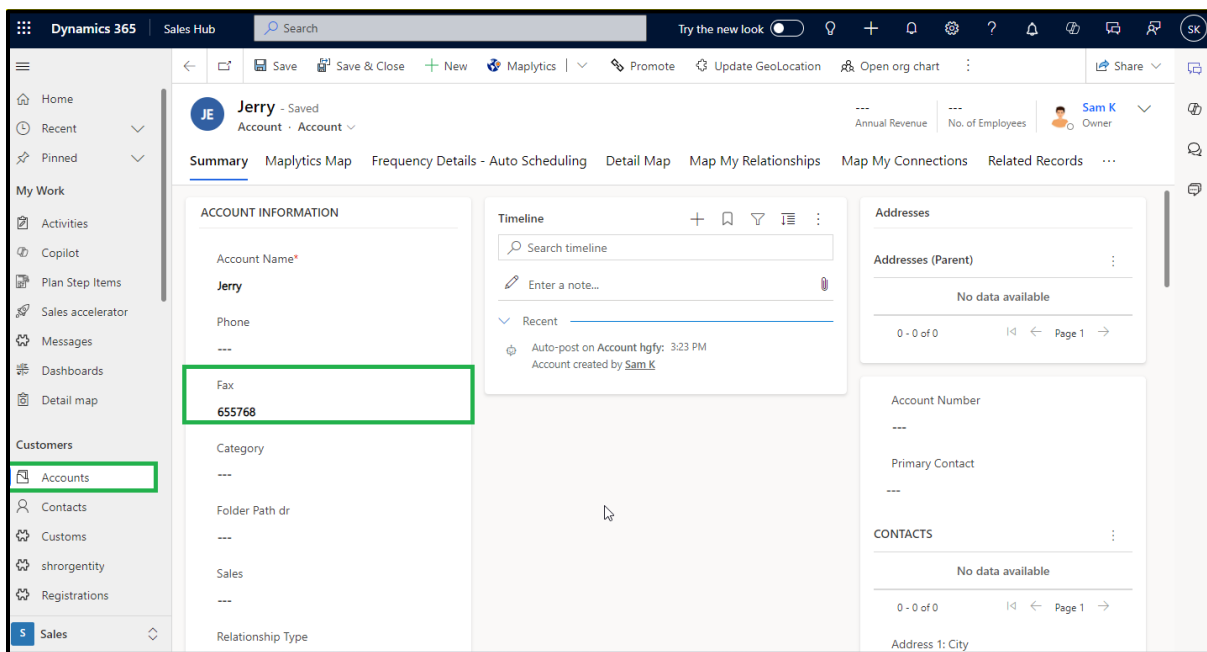 Dynamics 365
Sales Hub
Search
Try the new look
SK
Save
Save & Close
New
Maplytics
Promote
Update GeoLocation
Open org chart
Share
Home
Recent
Pinned
My Work
Activities
Copilot
Plan Step Items
Sales accelerator
Messages
Dashboards
Detail map
Customers
Accounts
Contacts
Customs
shrorgentity
Registrations
S Sales
JE
Jerry - Saved
Account · Account
---
Annual Revenue
---
No. of Employees
Sam K
Owner
Summary Maplytics Map Frequency Details - Auto Scheduling Detail Map Map My Relationships Map My Connections Related Records ···
ACCOUNT INFORMATION
Account Name*
Jerry
Phone
---
Fax
655768
Category
---
Folder Path dr
---
Sales
---
Relationship Type
Timeline
Search timeline
Enter a note...
Recent
Auto-post on Account hgfy: 3:23 PM
Account created by Sam K
Addresses
Addresses (Parent)
No data available
0 - 0 of 0 Page 1
Account Number
---
Primary Contact
---
CONTACTS
No data available
0 - 0 of 0 Page 1
Address 1: City